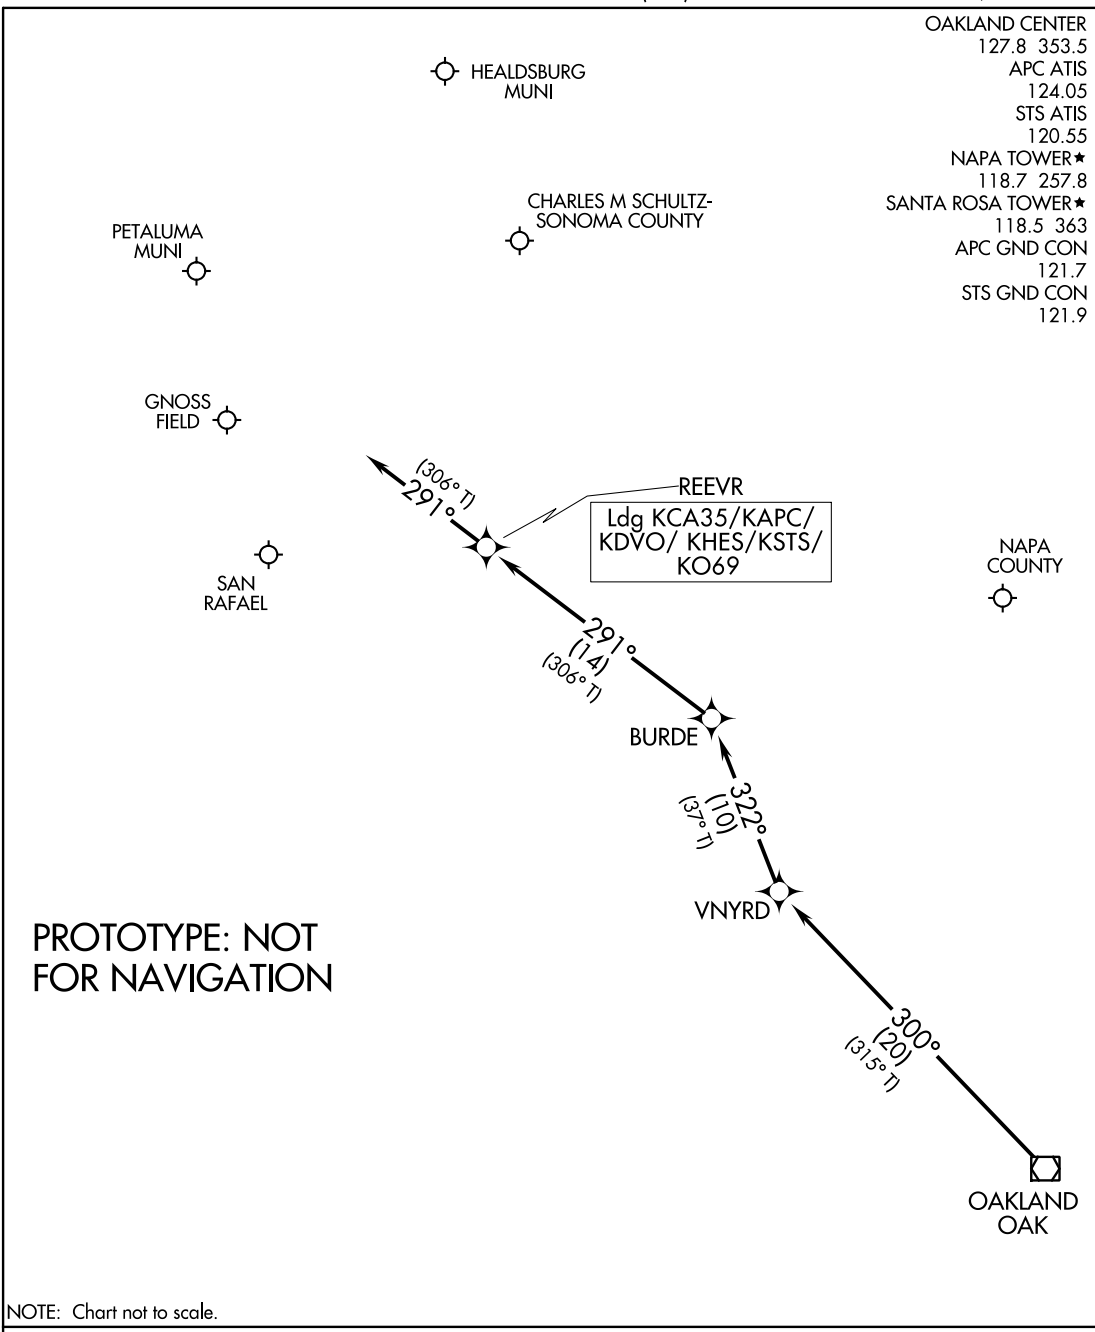 OAKLAND CENTER
127.8 353.5
APC ATIS
124.05
STS ATIS
120.55
NAPA TOWER★
118.7 257.8
SANTA ROSA TOWER★
118.5 363
APC GND CON
121.7
STS GND CON
121.9
HEALDSBURG
MUNI
CHARLES M SCHULTZ-
SONOMA COUNTY
PETALUMA
MUNI
GNOSS
FIELD
(306° T)
291°
REEVR
Ldg KCA35/KAPC/
KDVO/ KHES/KSTS/
KO69
SAN
RAFAEL
NAPA
COUNTY
291°
(14)
(306° T)
BURDE
322°
(10)
(37° T)
VNYRD
PROTOTYPE: NOT
FOR NAVIGATION
300°
(20)
(315° T)
OAKLAND
OAK
NOTE: Chart not to scale.